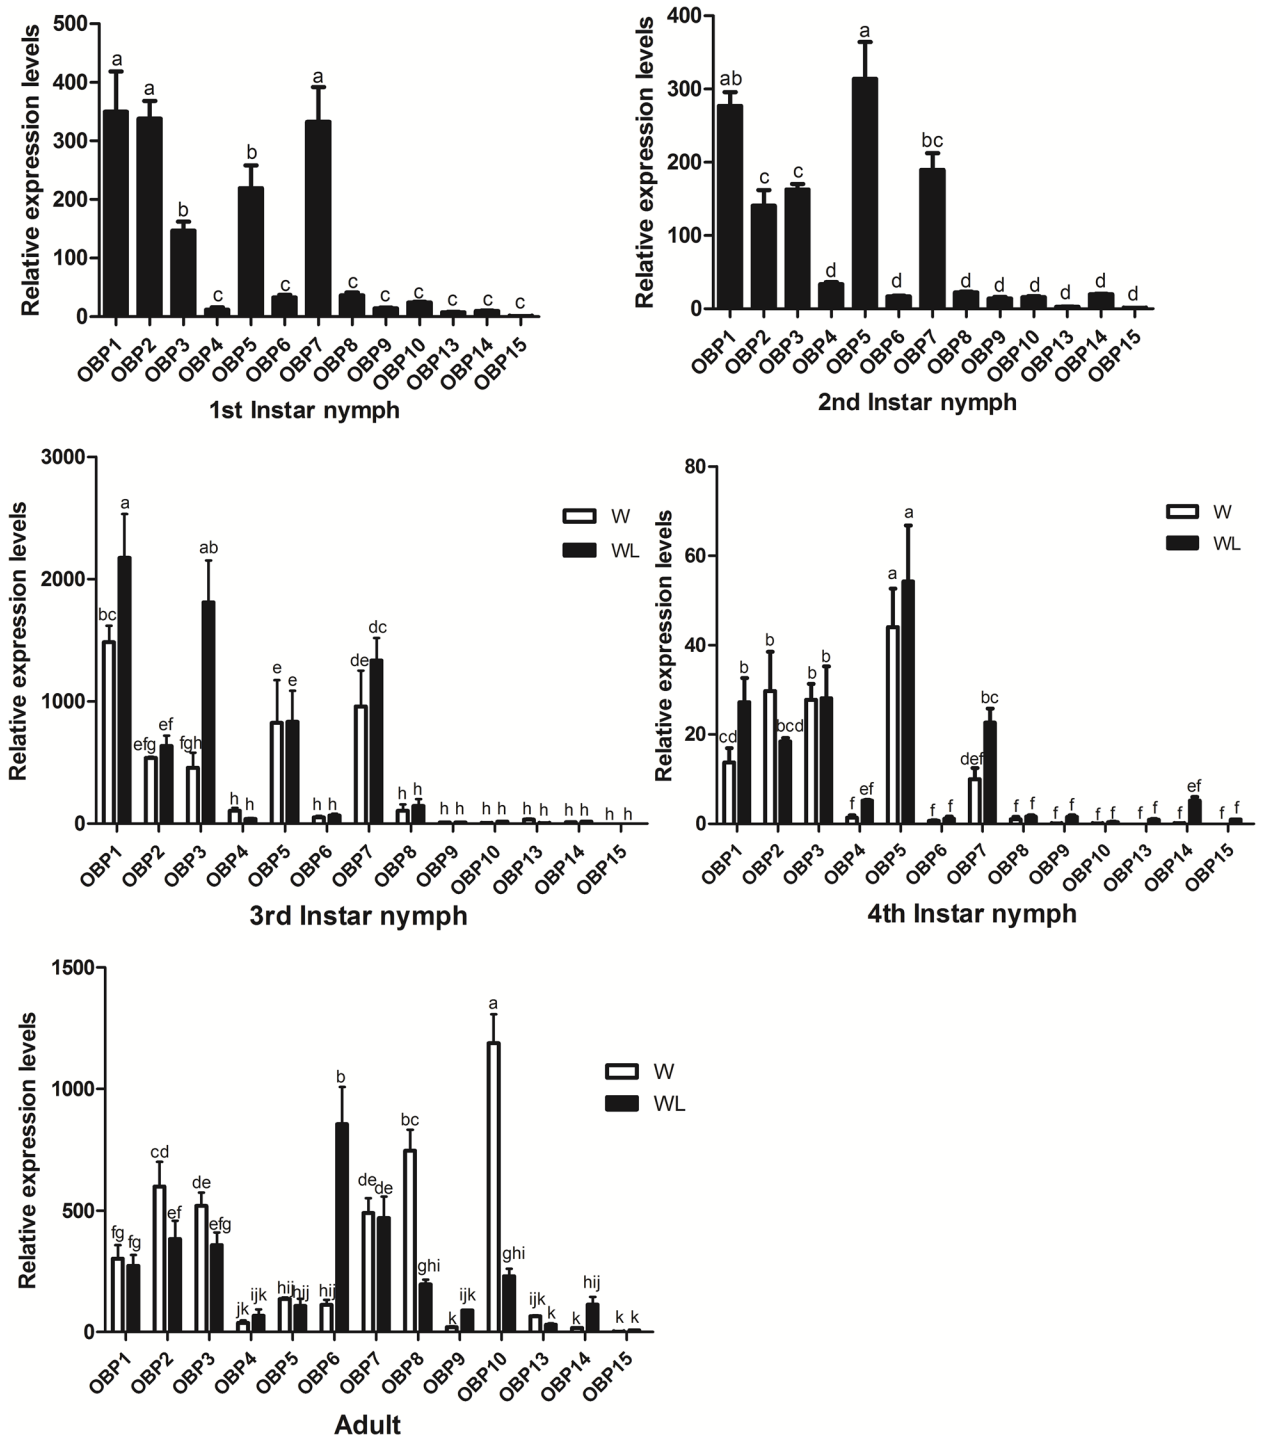 Relative expression levels
500
400
300
200
100
0
a a b c b c a c c c c c c
OBP1 OBP2 OBP3 OBP4 OBP5 OBP6 OBP7 OBP8 OBP9 OBP10 OBP13 OBP14 OBP15
1st Instar nymph
Relative expression levels
400
300
200
100
0
ab c c d a d bc d d d d d d
OBP1 OBP2 OBP3 OBP4 OBP5 OBP6 OBP7 OBP8 OBP9 OBP10 OBP13 OBP14 OBP15
2nd Instar nymph
Relative expression levels
3000
2000
1000
0
bc a efg ef fgh ab h h e e h h de dc h h h h h h h h h h h h
W
WL
OBP1 OBP2 OBP3 OBP4 OBP5 OBP6 OBP7 OBP8 OBP9 OBP10 OBP13 OBP14 OBP15
3rd Instar nymph
Relative expression levels
80
60
40
20
0
cd b b bcd b b f ef a a f f def bc f f f f f f f f f ef f f
W
WL
OBP1 OBP2 OBP3 OBP4 OBP5 OBP6 OBP7 OBP8 OBP9 OBP10 OBP13 OBP14 OBP15
4th Instar nymph
Relative expression levels
1500
1000
500
0
fg fg cd ef de efg jk ijk hij hij hij b de de bc ghi k ijk a ghi ijk k k hij k k
W
WL
OBP1 OBP2 OBP3 OBP4 OBP5 OBP6 OBP7 OBP8 OBP9 OBP10 OBP13 OBP14 OBP15
Adult